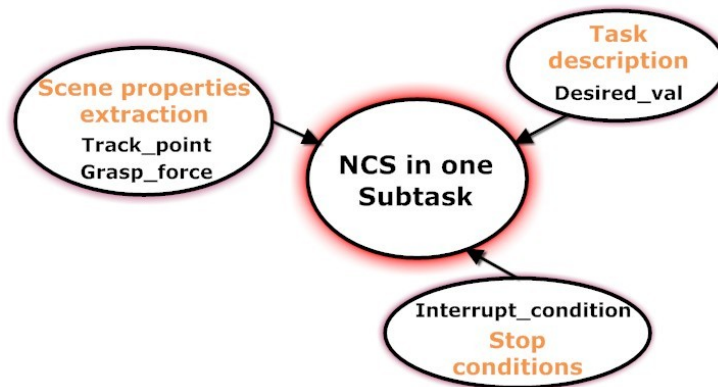 Scene properties
extraction
Track_point
Grasp_force
Task
description
Desired_val
NCS in one
Subtask
Interrupt_condition
Stop
conditions